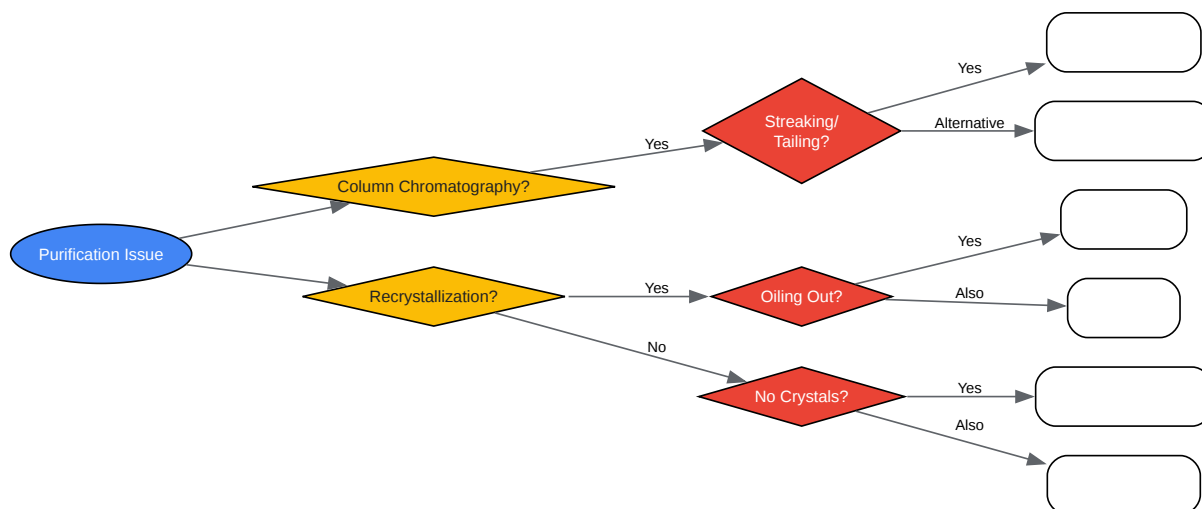 Yes
Streaking/
Tailing?
Alternative
Yes
Column Chromatography?
Yes
Purification Issue
Recrystallization?
Yes
Oiling Out?
Also
No
Yes
No Crystals?
Also